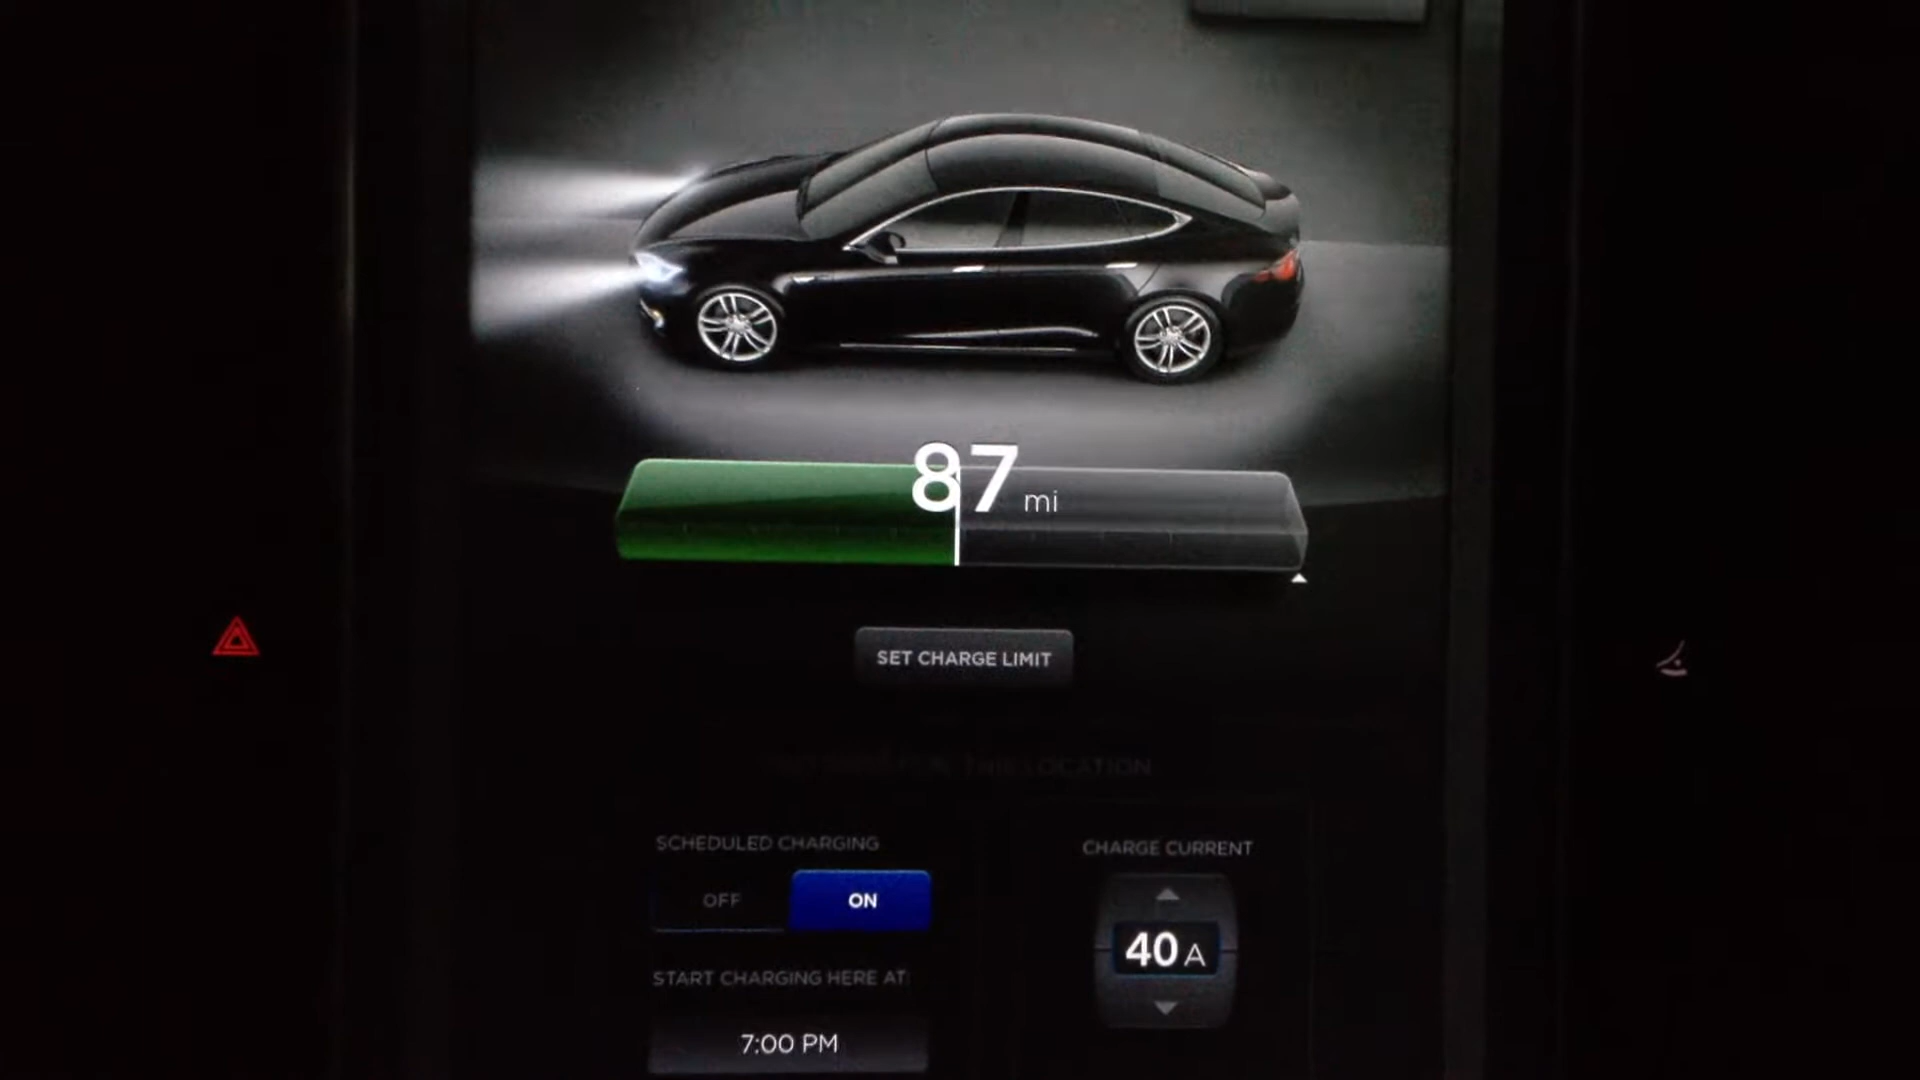 87 mi
SET CHARGE LIMIT
LOCATION
SCHEDULED CHARGING
OFF ON
START CHARGING HERE AT
7:00 PM
CHARGE CURRENT
40 A